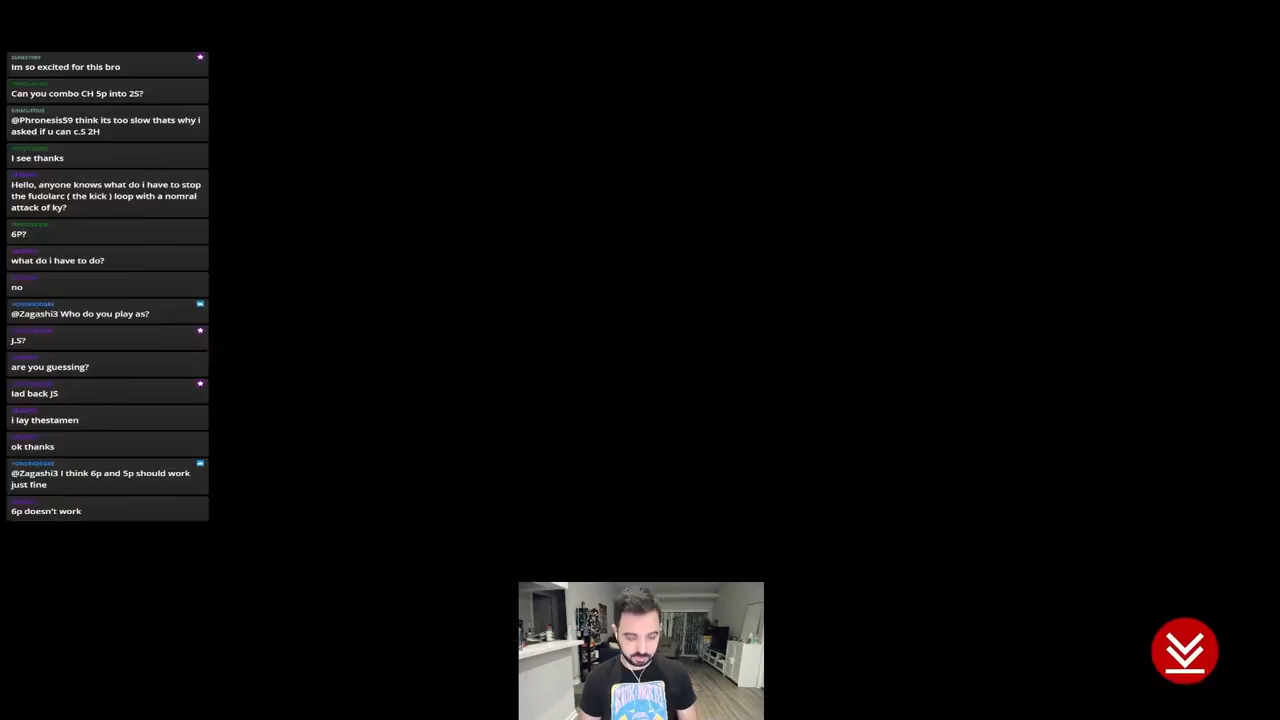 Im so excited for this bro
Can you combo CH 5p into 2S?
@Phronesis59 think its too slow thats why i
asked if u can c.S 2H
I see thanks
Hello, anyone knows what do i have to stop
the fudolarc ( the kick ) loop with a nomral
attack of ky?
6P?
what do i have to do?
no
HONOREDOGRE
@Zagashi3 Who do you play as?
J.S?
are you guessing?
iad back JS
i lay thestamen
ok thanks
HONOREDOGRE
@Zagashi3 I think 6p and 5p should work
just fine
6p doesn't work